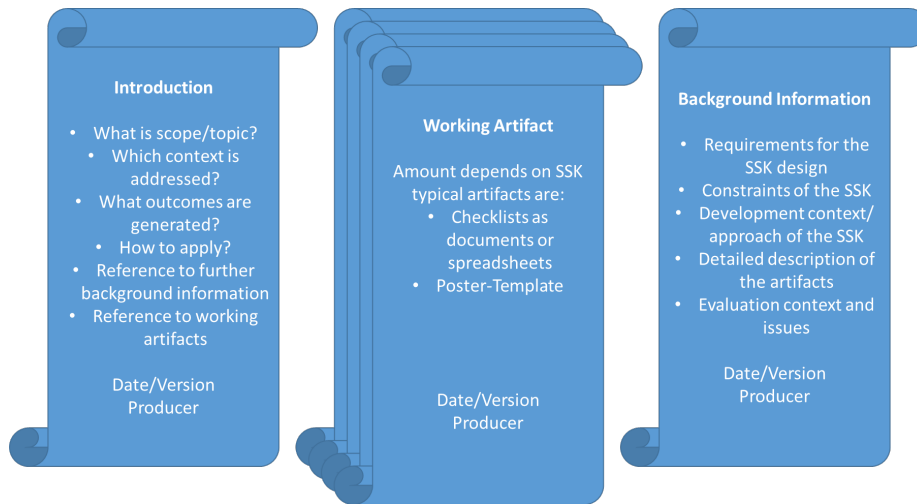 Introduction
• What is scope/topic?
• Which context is
addressed?
• What outcomes are
generated?
• How to apply?
• Reference to further
background information
• Reference to working
artifacts
Date/Version
Producer
Working Artifact
Amount depends on SSK
typical artifacts are:
• Checklists as
documents or
spreadsheets
• Poster-Template
Date/Version
Producer
Background Information
• Requirements for the
SSK design
• Constraints of the SSK
• Development context/
approach of the SSK
• Detailed description of
the artifacts
• Evaluation context and
issues
Date/Version
Producer